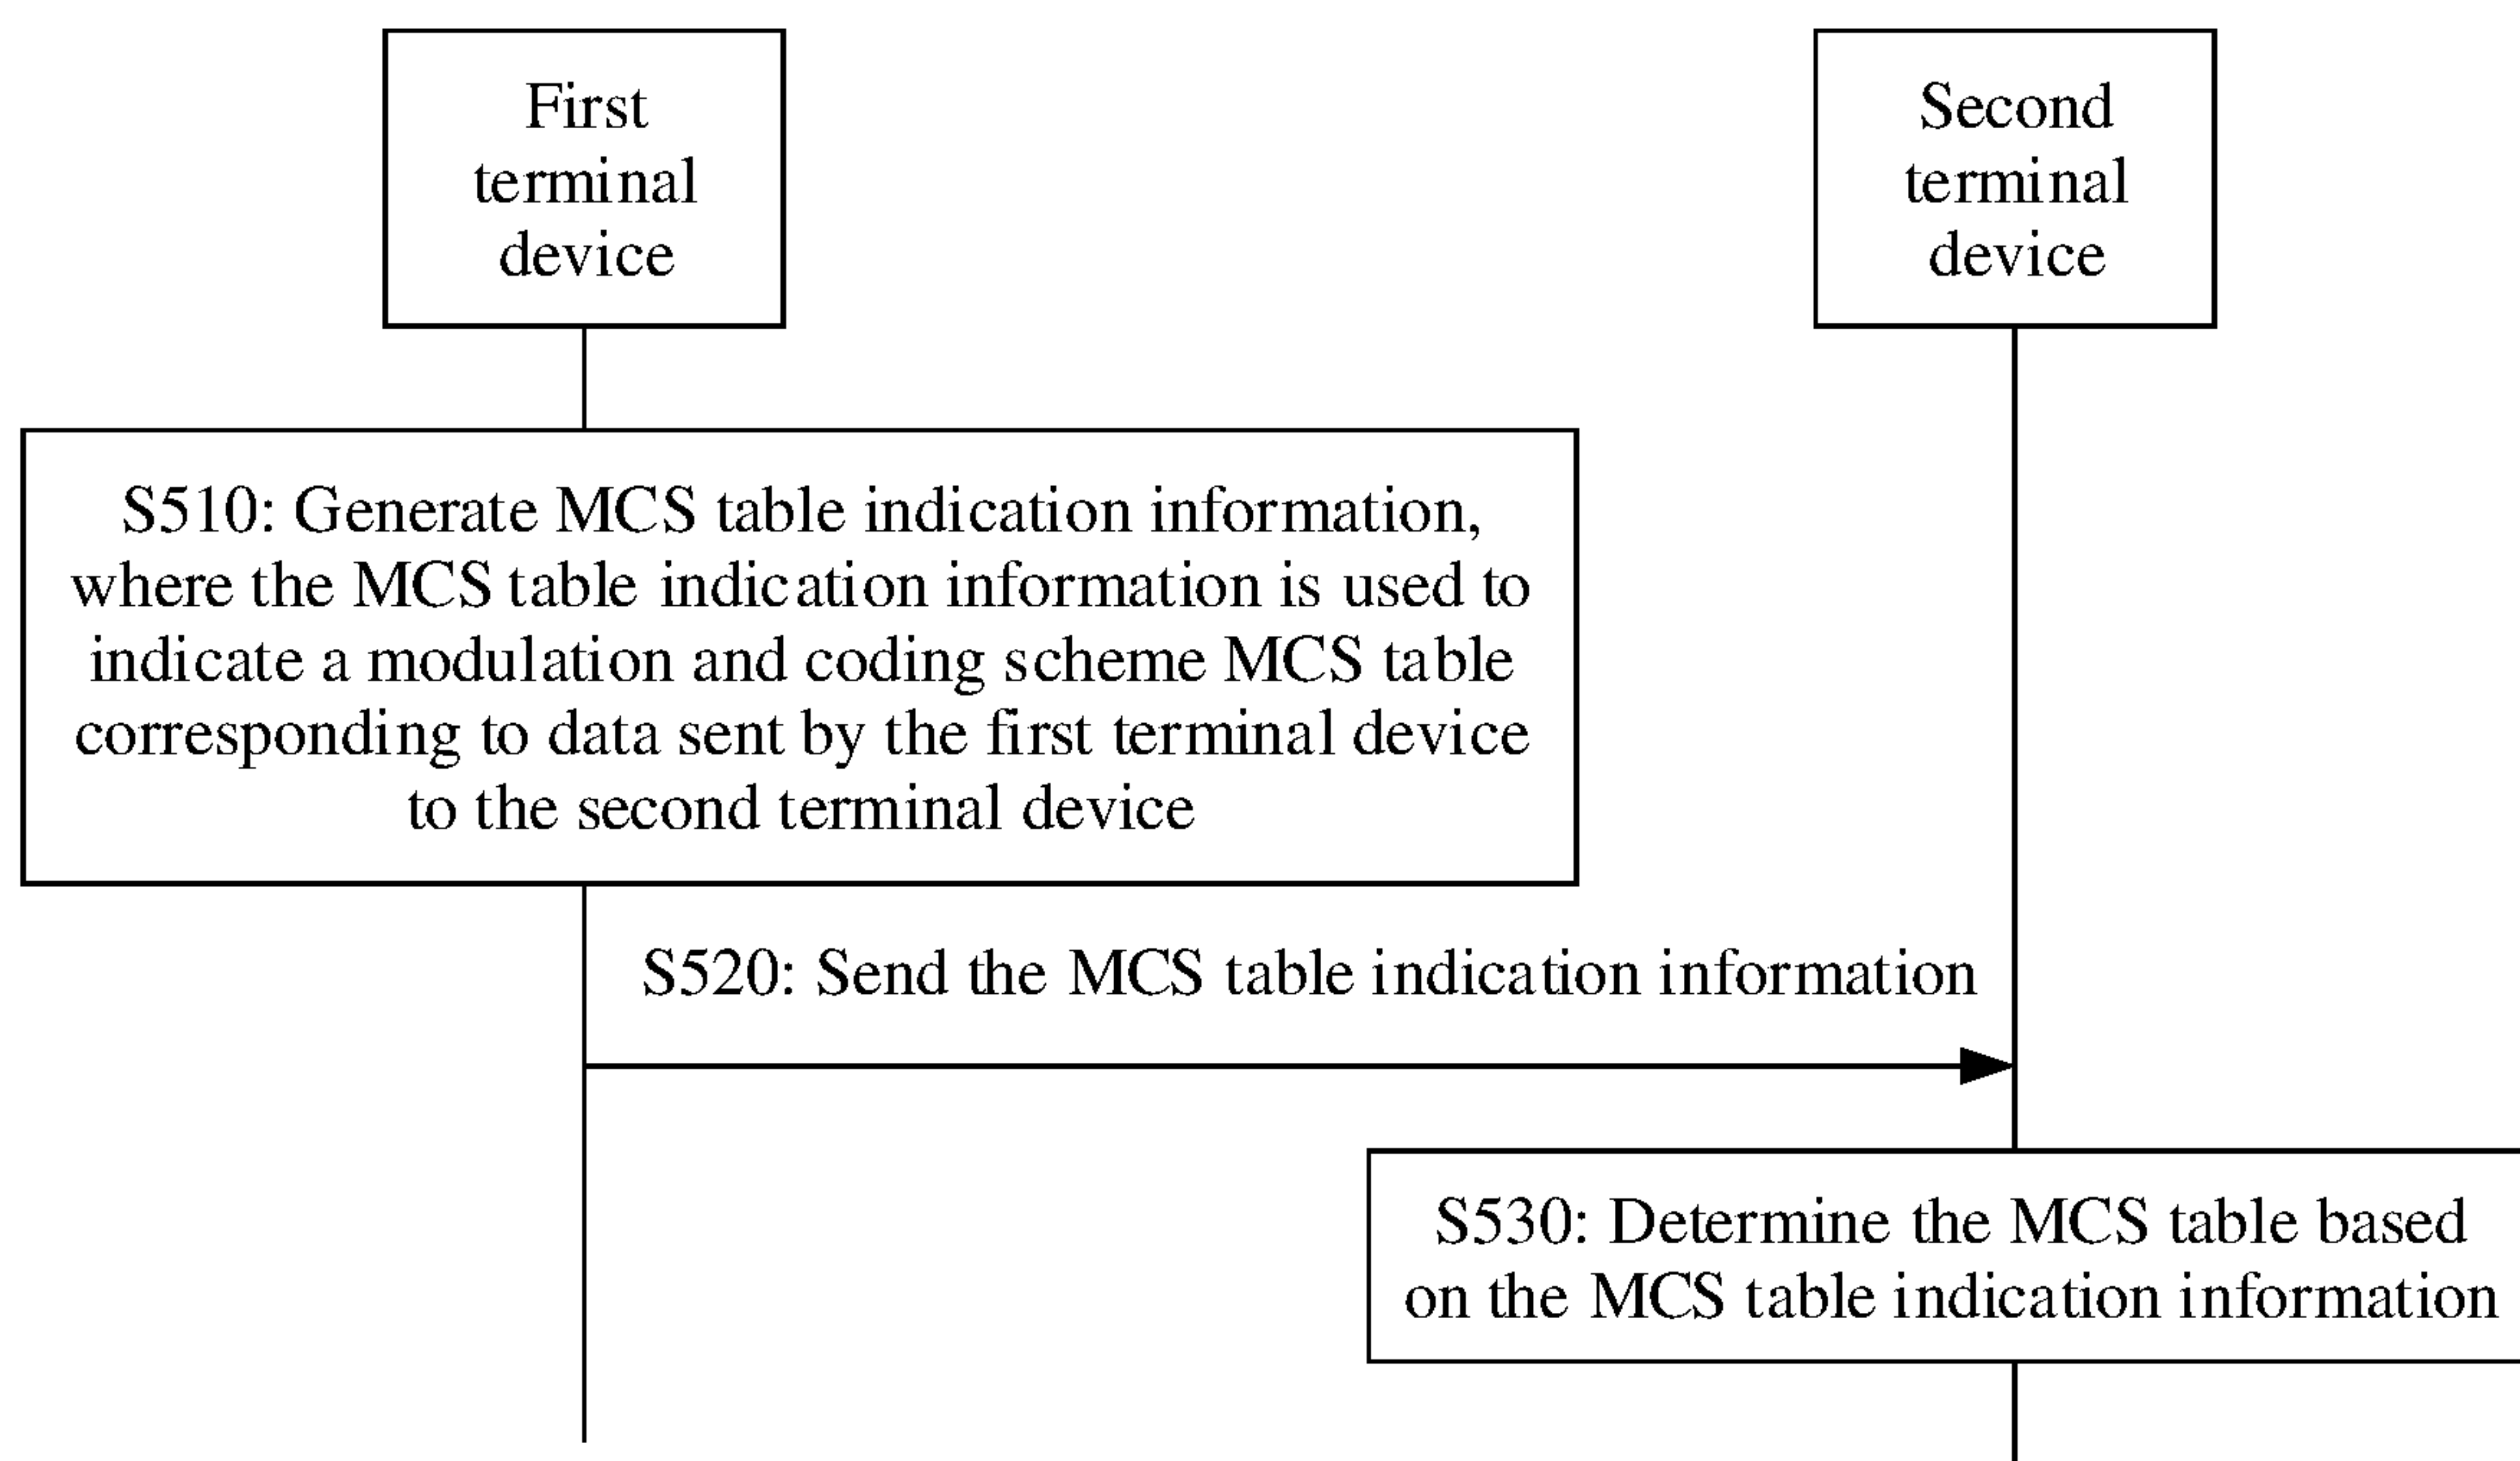 First
terminal
device
Second
terminal
device
S510: Generate MCS table indication information,
where the MCS table indication information is used to
indicate a modulation and coding scheme MCS table
corresponding to data sent by the first terminal device
to the second terminal device
S520: Send the MCS table indication information
S530: Determine the MCS table based
on the MCS table indication information